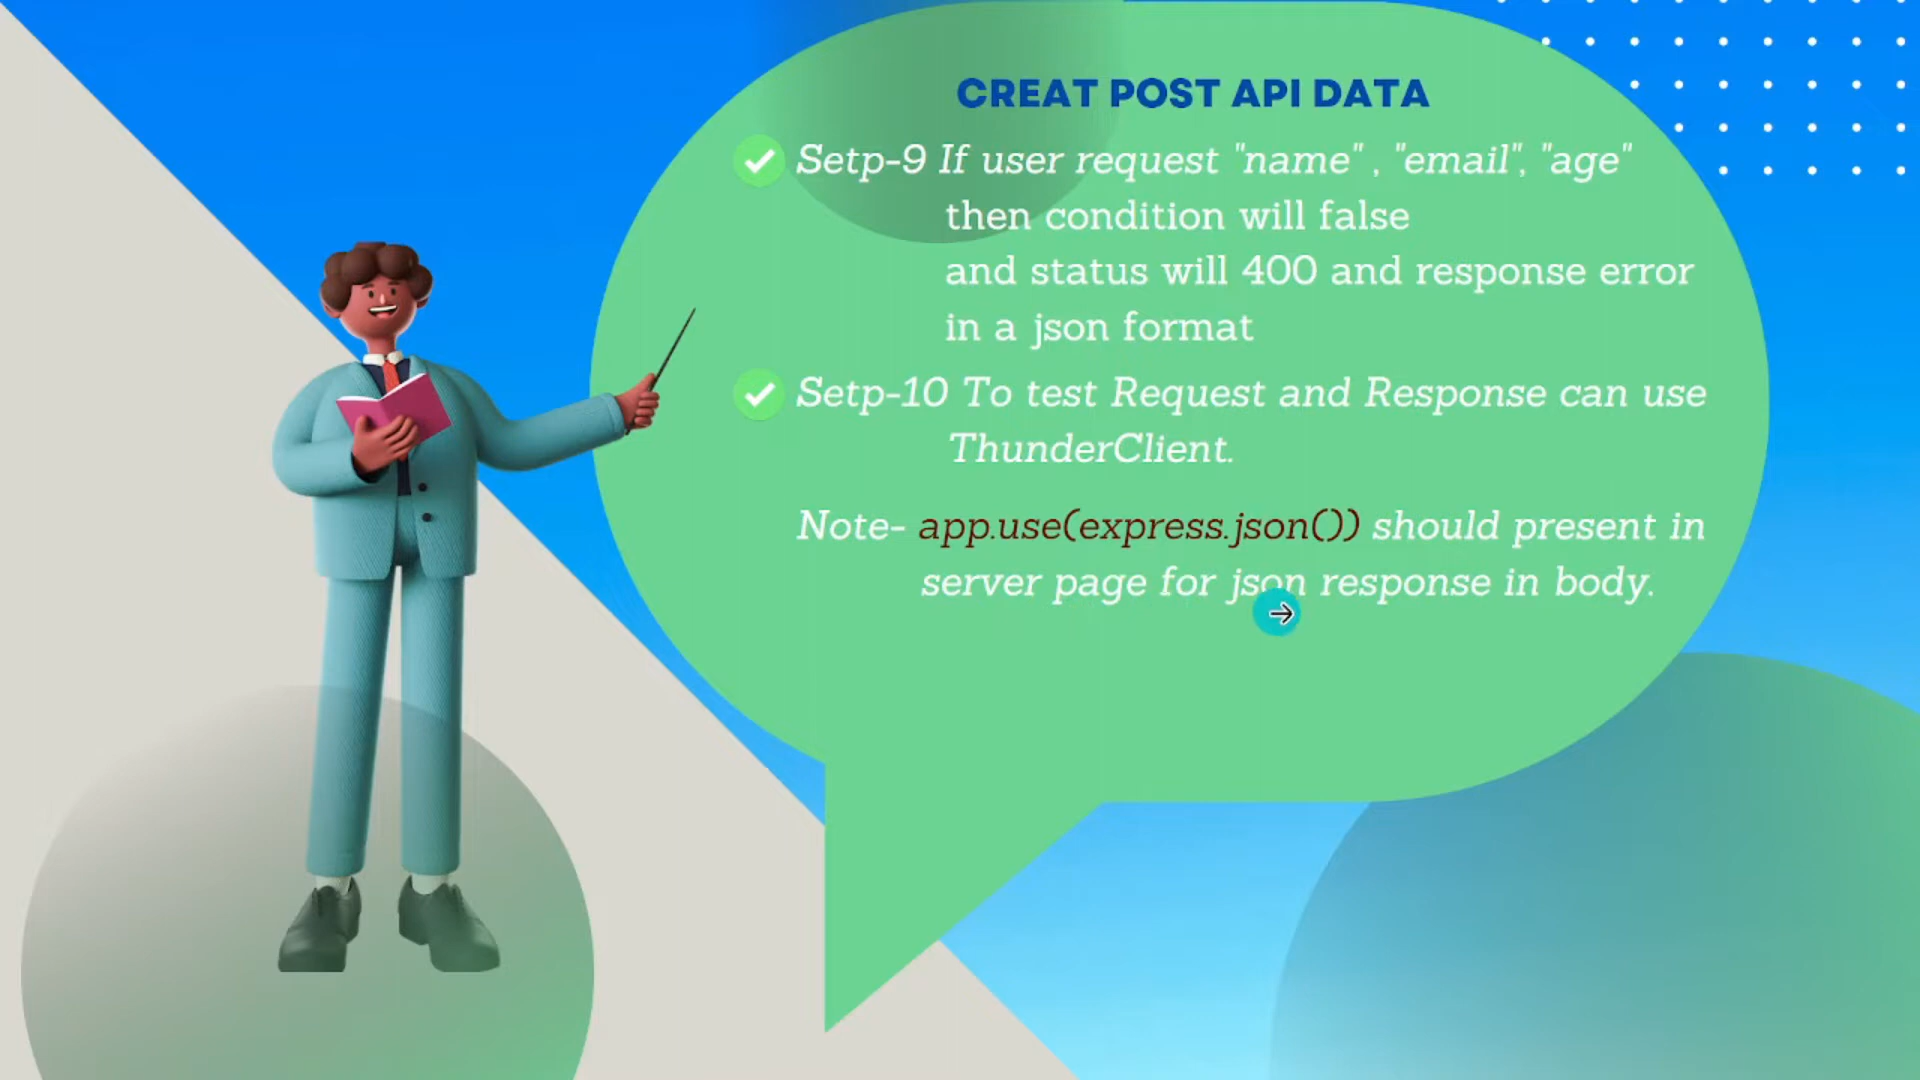 CREAT POST API DATA
Setp-9 If user request "name" , "email", "age"
then condition will false
and status will 400 and response error
in a json format
Setp-10 To test Request and Response can use
ThunderClient.
Note- app.use(express.json()) should present in
server page for json response in body.